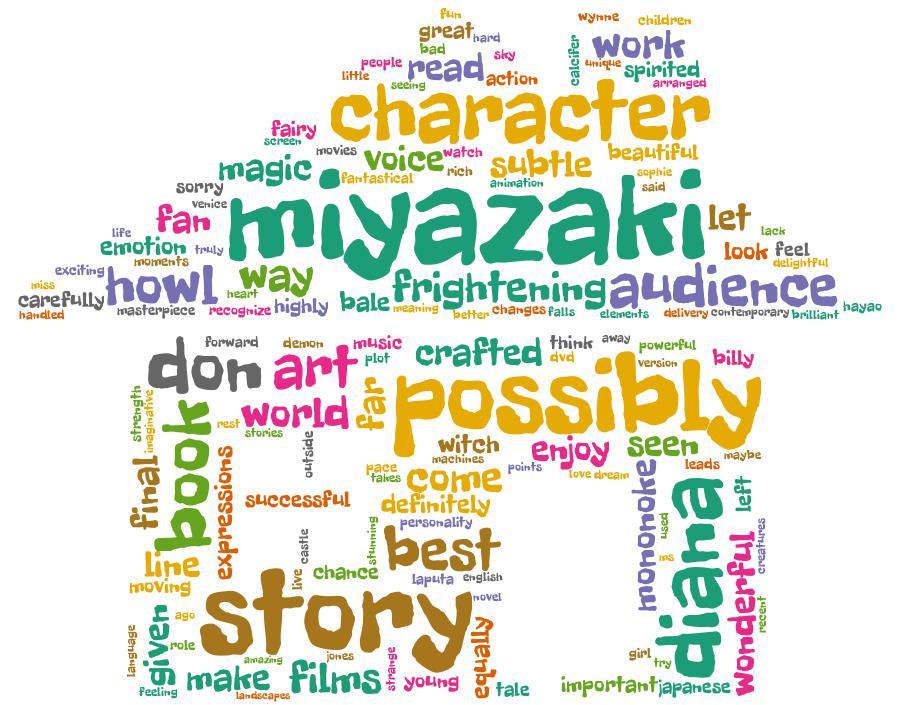 fun
great hard
wynne children
bad
calcifer
work
people read sky
unique spirited
little seeing action
arranged
character
fairy
screen
movies voice watch
subtle beautiful
magic fantastical rich
animation sophie
sorry said
venice
miyazaki
fan let
life emotion truly
lack
moments look feel
exciting howl way
delightful
miss heart
frightening audience
carefully masterpiece recognize highly bale meaning
handled
better changes falls elements delivery contemporary brilliant hayao
forward demon music
don art plot crafted think away powerful
dvd version billy
strength imaginative book
world far possibly
rest stories
outside
witch enjoy seen
machines maybe
final expressions
pace takes come points love dream leads
successful definitely
mononoke used diana left
personality
castle stunning best
wonderful creatures
line live chance laputa english ms
moving
story novel
recent
language given ago role
equally
amazing jones strange girl try
make films young
feeling landscapes tale important japanese